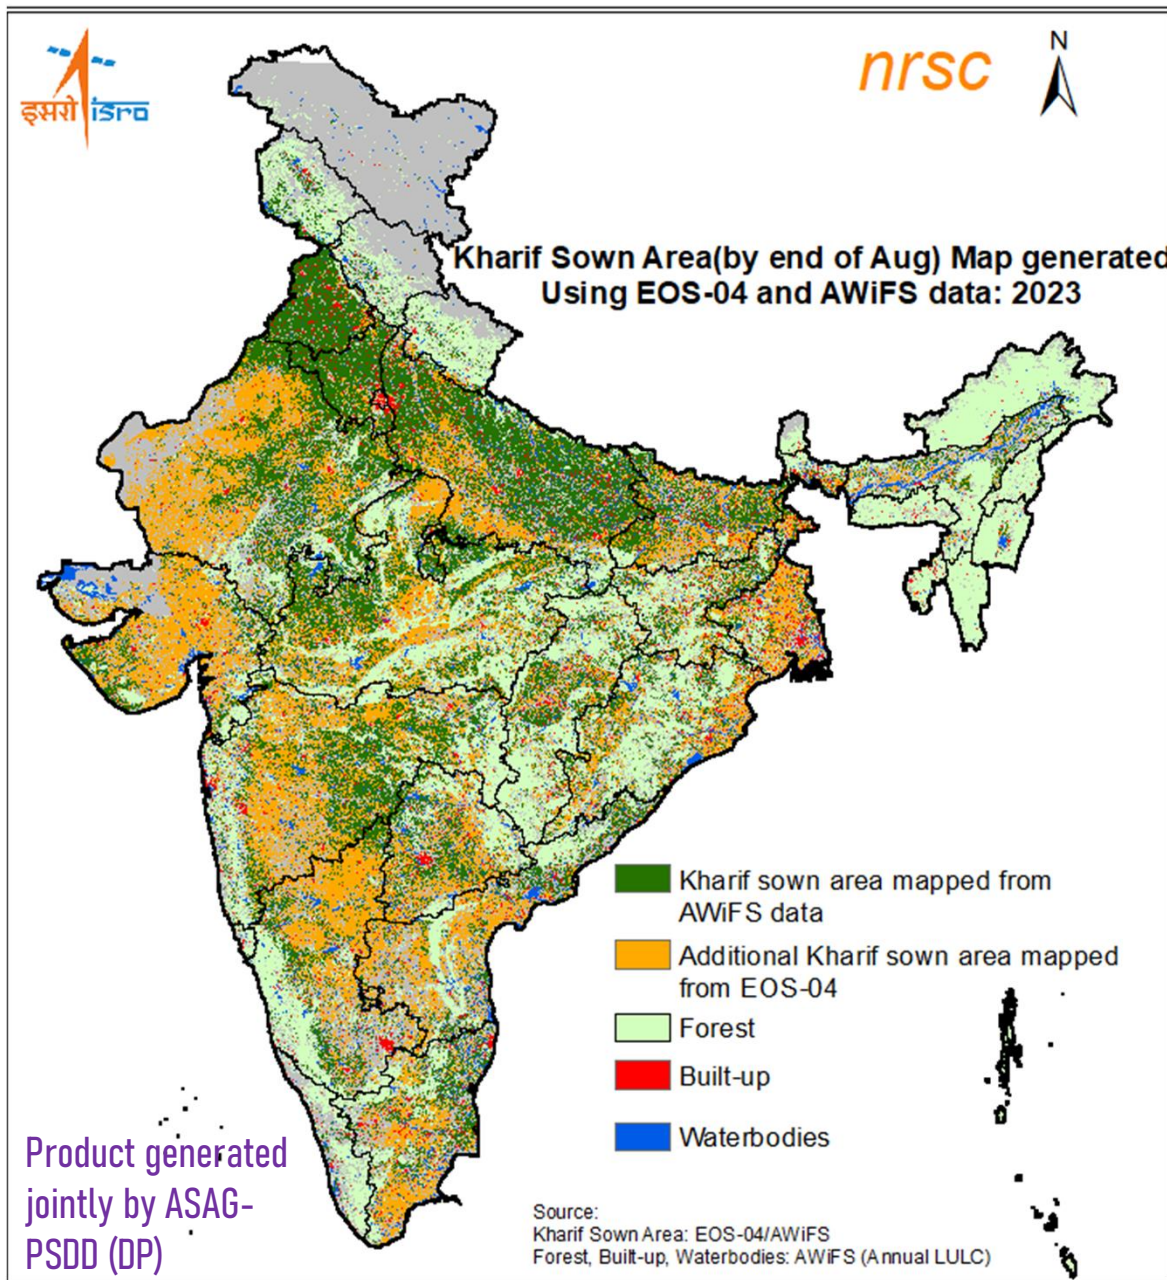 इसरो isro
nrsc
N
Kharif Sown Area(by end of Aug) Map generated
Using EOS-04 and AWiFS data: 2023
Kharif sown area mapped from
AWiFS data
Additional Kharif sown area mapped
from EOS-04
Forest
Built-up
Waterbodies
Product generated
jointly by ASAG-
PSDD (DP)
Source:
Kharif Sown Area: EOS-04/AWiFS
Forest, Built-up, Waterbodies: AWiFS (Annual LULC)